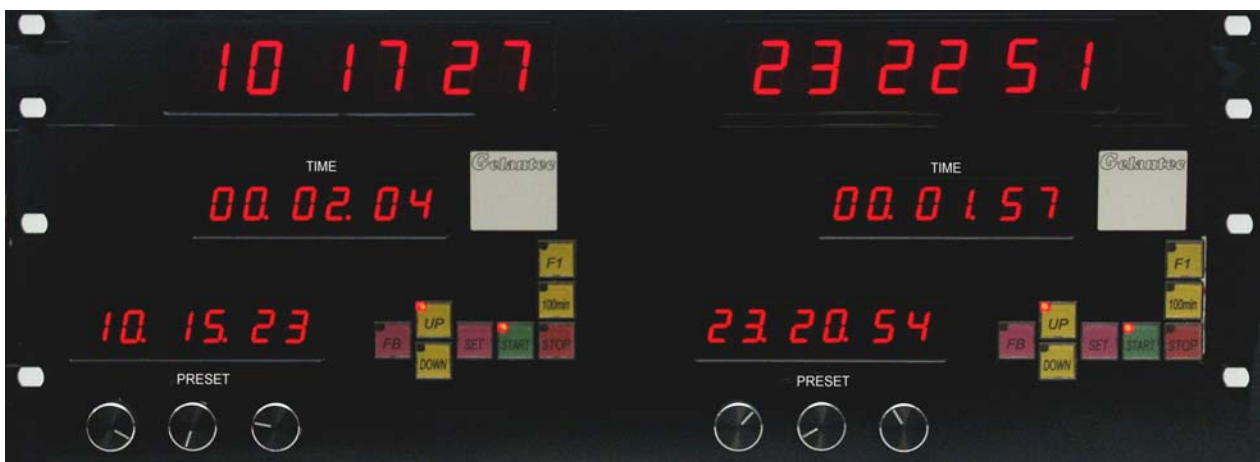 10 17 27
23 22 51
TIME
Gelantec
TIME
Gelantec
00. 02. 04
00. 01. 57
F1
F1
100min
100min
10. 15. 23
UP
23. 20. 54
UP
FB
SET
START
STOP
FB
SET
START
STOP
DOWN
DOWN
PRESET
PRESET